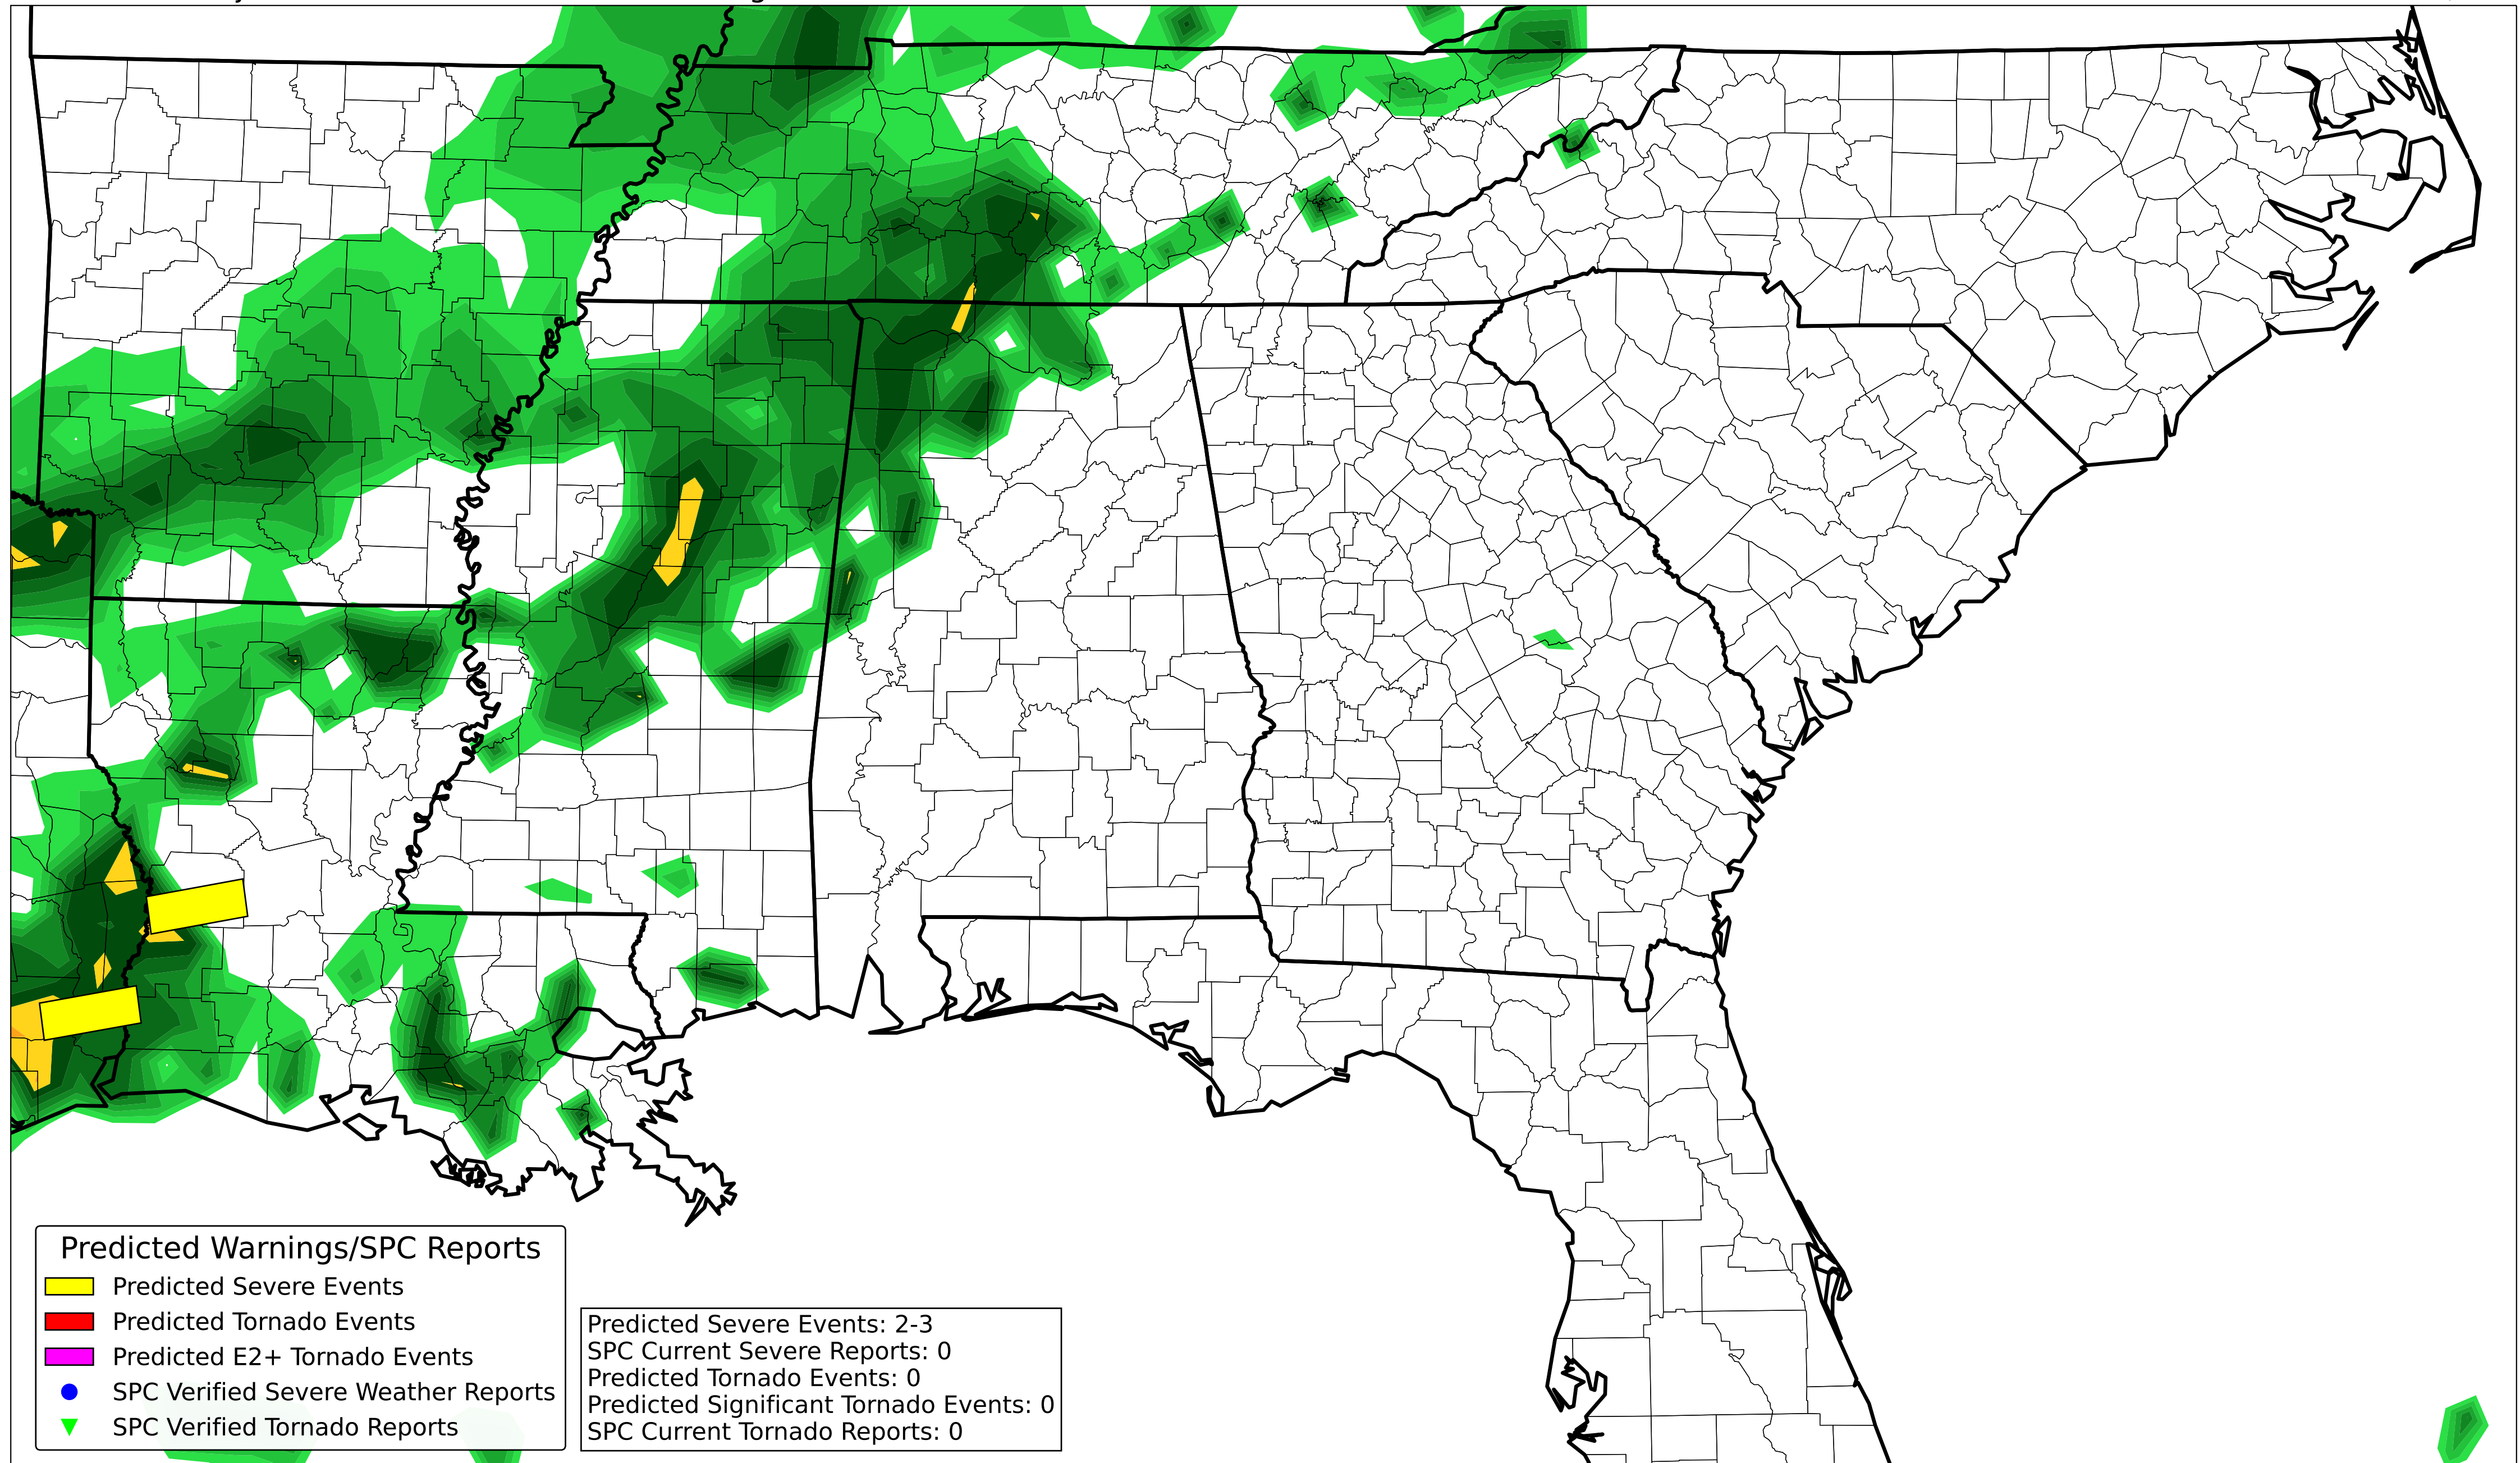 Predicted Warnings/SPC Reports
Predicted Severe Events
Predicted Tornado Events
Predicted E2+ Tornado Events
SPC Verified Severe Weather Reports
SPC Verified Tornado Reports
Predicted Severe Events: 2-3
SPC Current Severe Reports: 0
Predicted Tornado Events: 0
Predicted Significant Tornado Events: 0
SPC Current Tornado Reports: 0